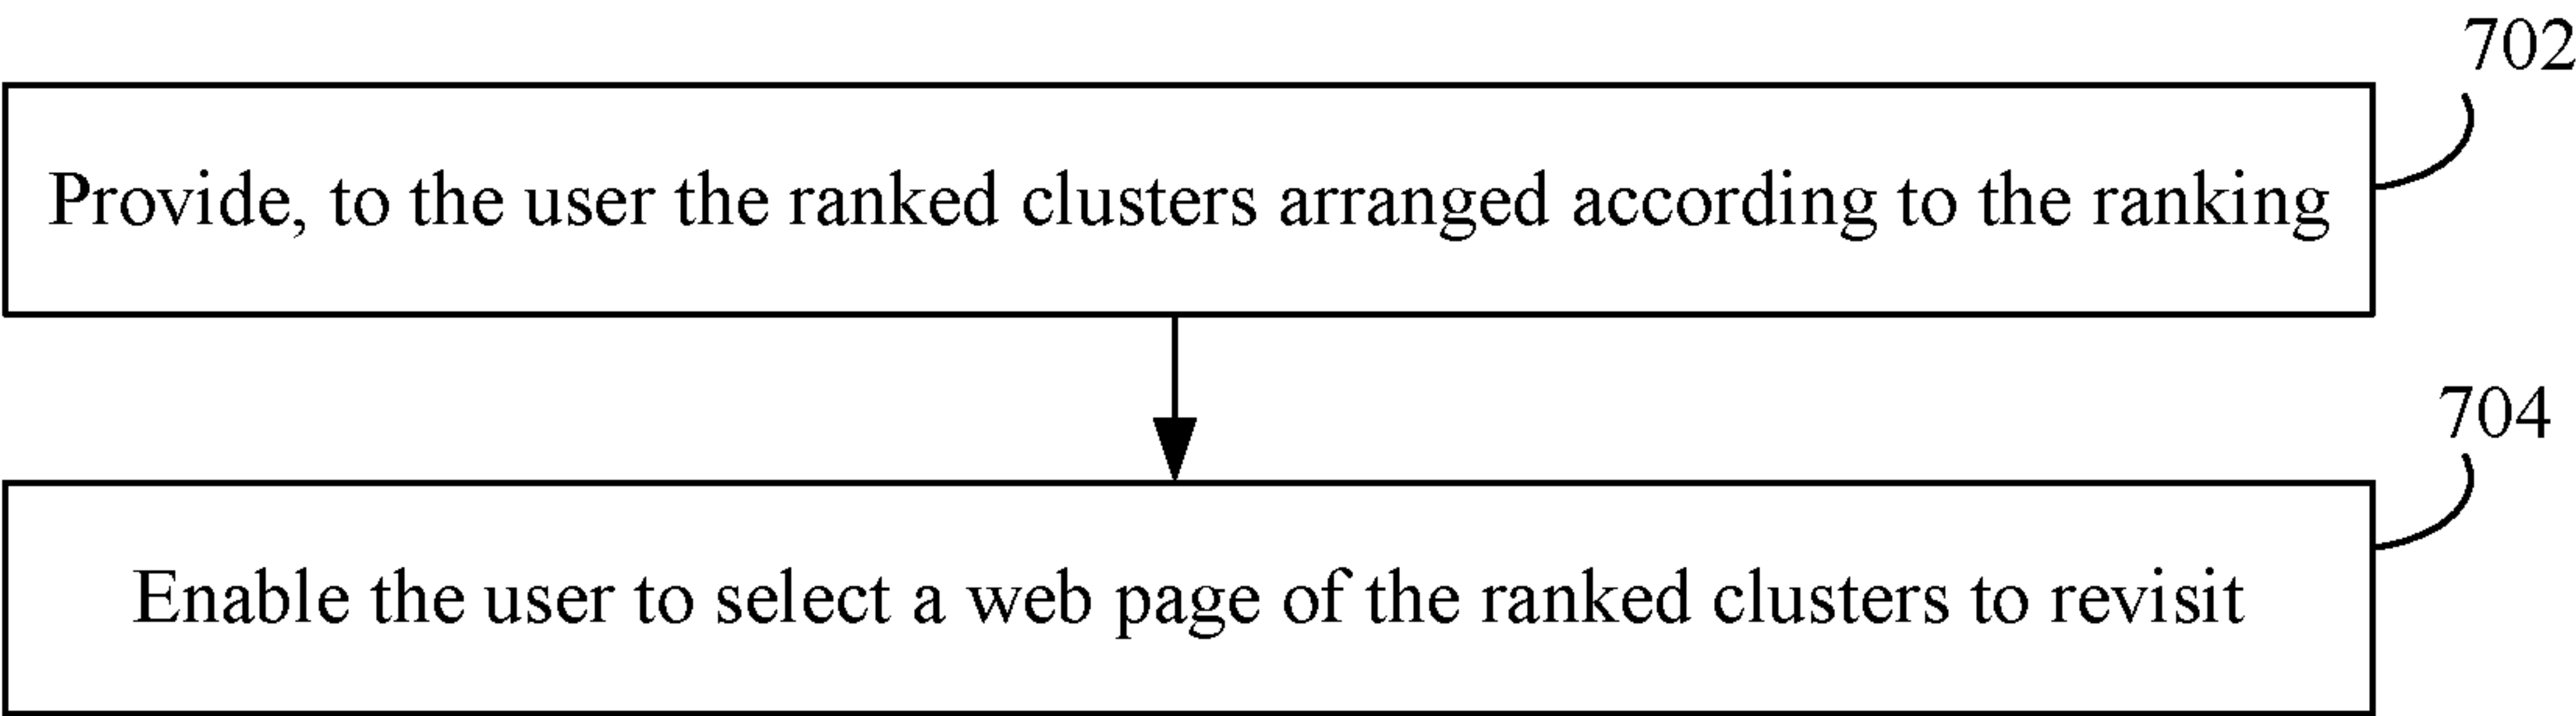 702
Provide, to the user the ranked clusters arranged according to the ranking
704
Enable the user to select a web page of the ranked clusters to revisit